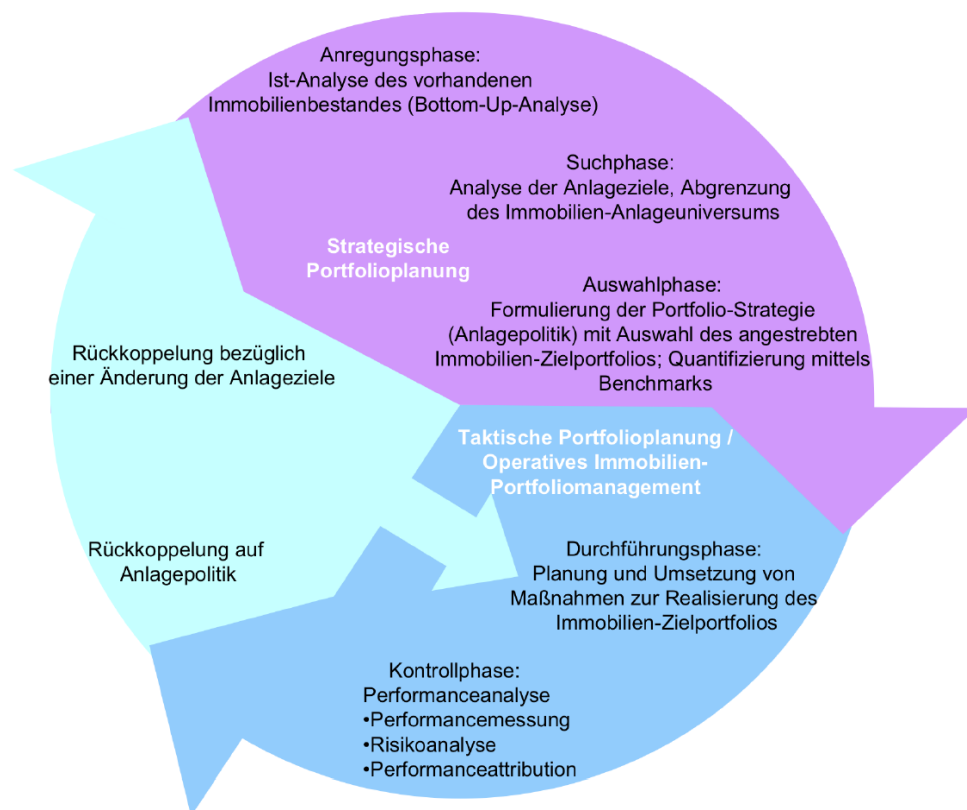 Anregungsphase:
Ist-Analyse des vorhandenen
Immobilienbestandes (Bottom-Up-Analyse)
Suchphase:
Analyse der Anlageziele, Abgrenzung
des Immobilien-Anlageuniversums
Strategische
Portfolioplanung
Auswahlphase:
Formulierung der Portfolio-Strategie
(Anlagepolitik) mit Auswahl des angestrebten
Immobilien-Zielportfolios; Quantifizierung mittels
Benchmarks
Rückkoppelung bezüglich
einer Änderung der Anlageziele
Taktische Portfolioplanung /
Operatives Immobilien-
Portfoliomanagement
Rückkoppelung auf
Anlagepolitik
Durchführungsphase:
Planung und Umsetzung von
Maßnahmen zur Realisierung des
Immobilien-Zielportfolios
Kontrollphase:
Performanceanalyse
•Performancemessung
•Risikoanalyse
•Performanceattribution